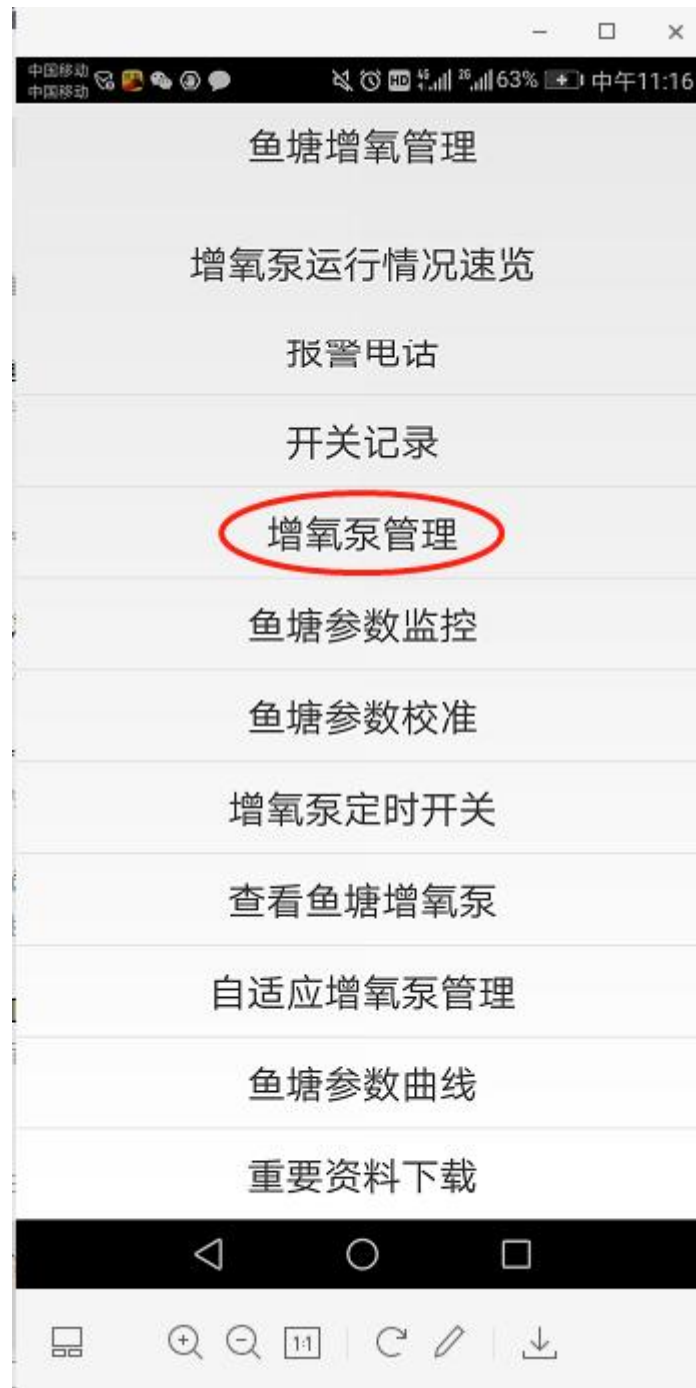 中国移动
中国移动
HD 46 26 63% 中午11:16
鱼塘增氧管理
增氧泵运行情况速览
报警电话
开关记录
增氧泵管理
鱼塘参数监控
鱼塘参数校准
增氧泵定时开关
查看鱼塘增氧泵
自适应增氧泵管理
鱼塘参数曲线
重要资料下载
1:1